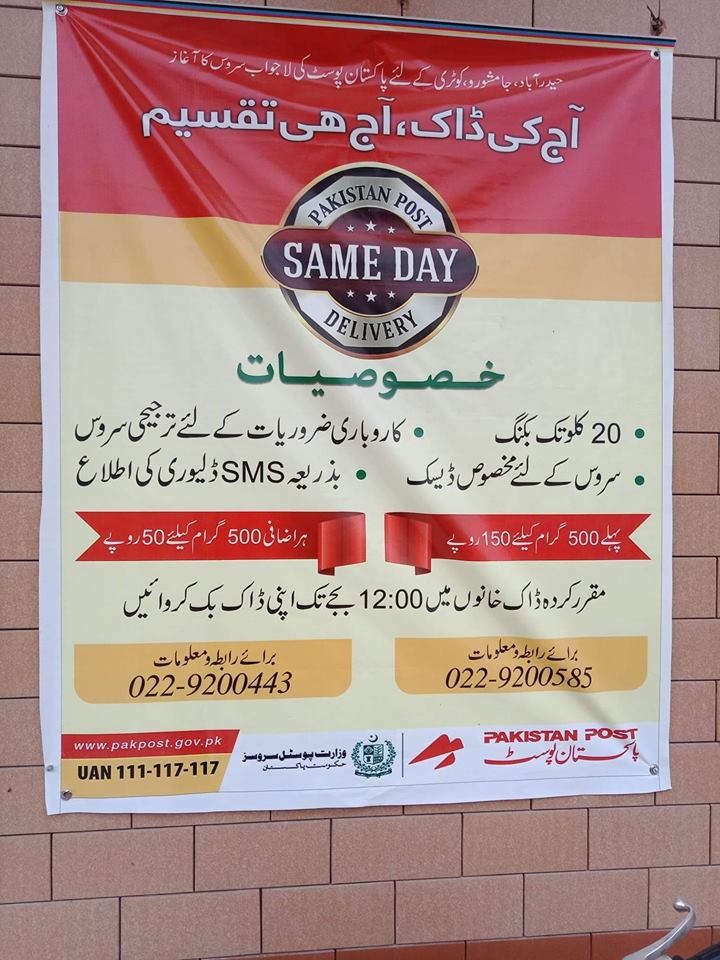 حیدرآباد، جامشورو، کوٹری کے لئے پاکستان پوسٹ کی لاجواب سروس کا آغاز
آج کی ڈاک، آج ھی تقسیم
PAKISTAN POST
SAME DAY
DELIVERY
خصوصیات
• 20 کلو تک بکنگ
• کاروباری ضروریات کے لئے ترجیحی سروس
• سروس کے لئے مخصوص ڈیسک
• بذریعہ SMS ڈلیوری کی اطلاع
پہلے 500 گرام کیلئے 150 روپے
ہر اضافی 500 گرام کیلئے 50 روپے
مقرر کردہ ڈاک خانوں میں 12:00 بجے تک اپنی ڈاک بک کروائیں
برائے رابطہ و معلومات
022-9200585
برائے رابطہ و معلومات
022-9200443
PAKISTAN POST
پاکستان پوسٹ
وزارت پوسٹل سروسز
حکومت پاکستان
www.pakpost.gov.pk
UAN 111-117-117